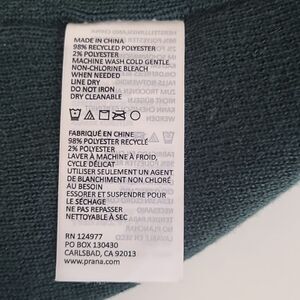 MADE IN CHINA
98% RECYCLED POLYESTER
2% POLYESTER
MACHINE WASH COLD GENTLE
NON-CHLORINE BLEACH
WHEN NEEDED
LINE DRY
DO NOT IRON
DRY CLEANABLE
FABRIQUÉ EN CHINE
98% POLYESTER RECYCLÉ
2% POLYESTER
LAVER À MACHINE À FROID,
CYCLE DÉLICAT
UTILISER SEULEMENT UN AGENT
DE BLANCHIMENT NON CHLORÉ
AU BESOIN
ESSORER ET SUSPENDRE POUR
LE SÉCHAGE
NE PAS REPASSER
NETTOYABLE À SEC
RN 124977
PO BOX 130430
CARLSBAD, CA 92013
www.prana.com